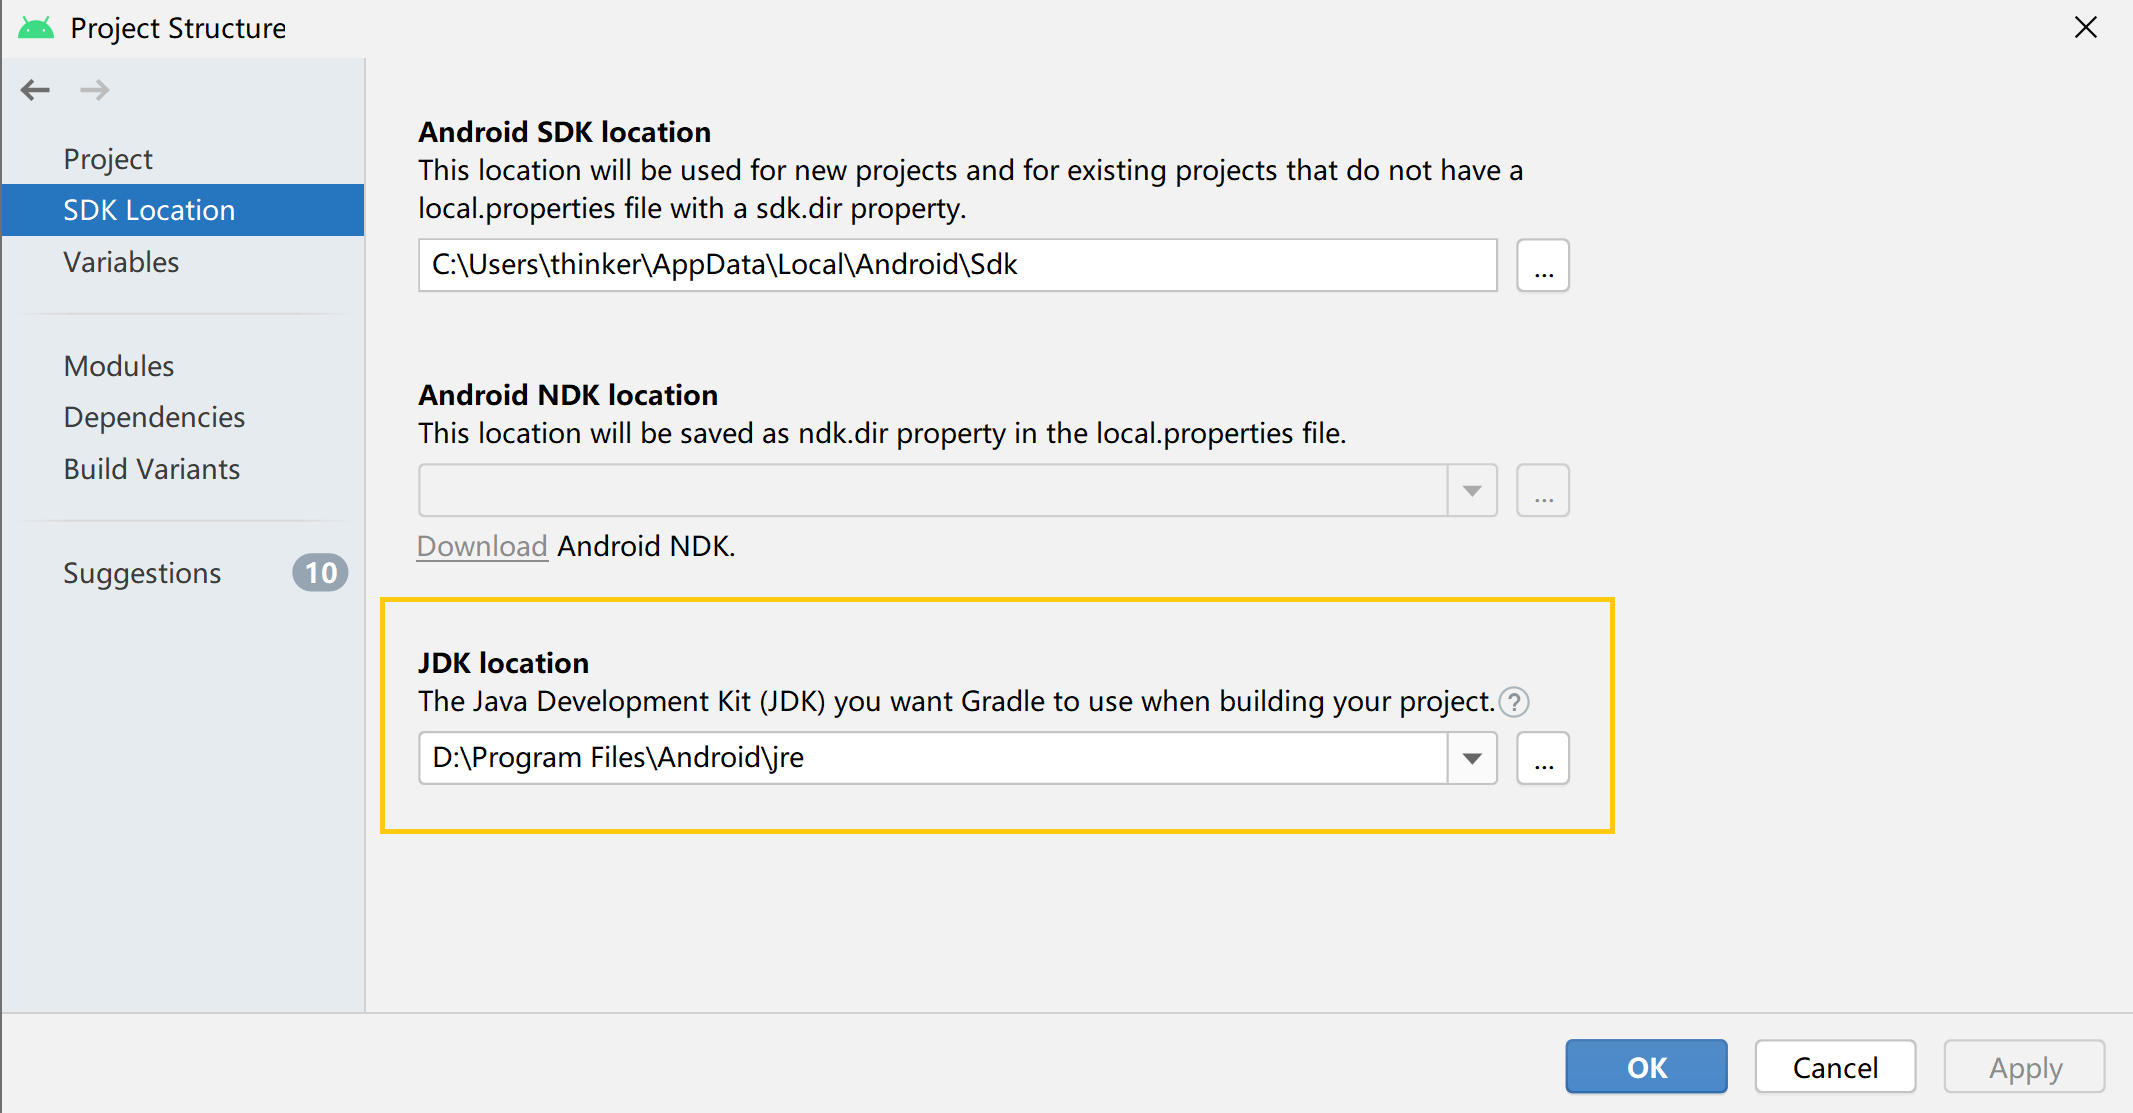 Project Structure
Project
SDK Location
Variables
Modules
Dependencies
Build Variants
Suggestions 10
Android SDK location
This location will be used for new projects and for existing projects that do not have a
local.properties file with a sdk.dir property.
C:\Users\thinker\AppData\Local\Android\Sdk
...
Android NDK location
This location will be saved as ndk.dir property in the local.properties file.
...
Download Android NDK.
JDK location
The Java Development Kit (JDK) you want Gradle to use when building your project. ?
D:\Program Files\Android\jre
...
OK Cancel Apply